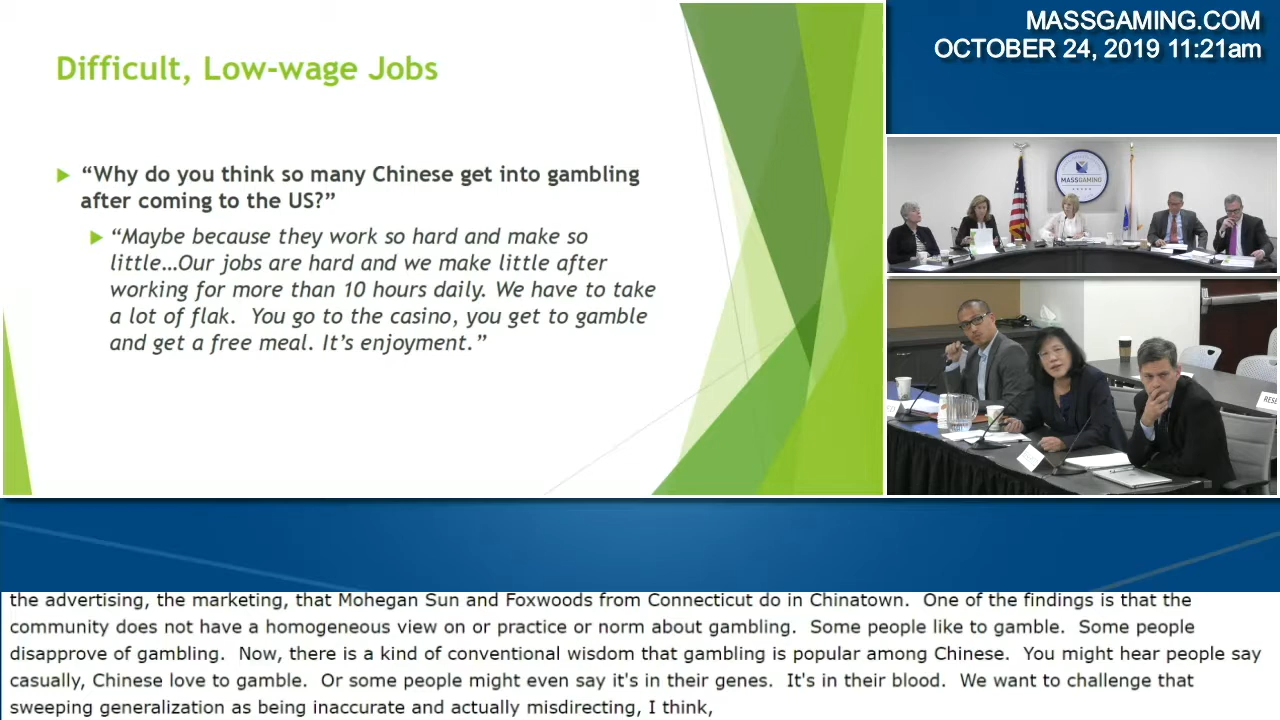 MASSGAMING.COM
OCTOBER 24, 2019 11:21am
Difficult, Low-wage Jobs
“Why do you think so many Chinese get into gambling
after coming to the US?”
“Maybe because they work so hard and make so
little…Our jobs are hard and we make little after
working for more than 10 hours daily. We have to take
a lot of flak.  You go to the casino, you get to gamble
and get a free meal. It’s enjoyment.”
MASSGAMING
RESE
the advertising, the marketing, that Mohegan Sun and Foxwoods from Connecticut do in Chinatown.  One of the findings is that the
community does not have a homogeneous view on or practice or norm about gambling.  Some people like to gamble.  Some people
disapprove of gambling.  Now, there is a kind of conventional wisdom that gambling is popular among Chinese.  You might hear people say
casually, Chinese love to gamble.  Or some people might even say it's in their genes.  It's in their blood.  We want to challenge that
sweeping generalization as being inaccurate and actually misdirecting, I think,